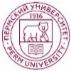 ПЕРМСКИЙ УНИВЕРСИТЕТ
1916
PERM UNIVERSITY